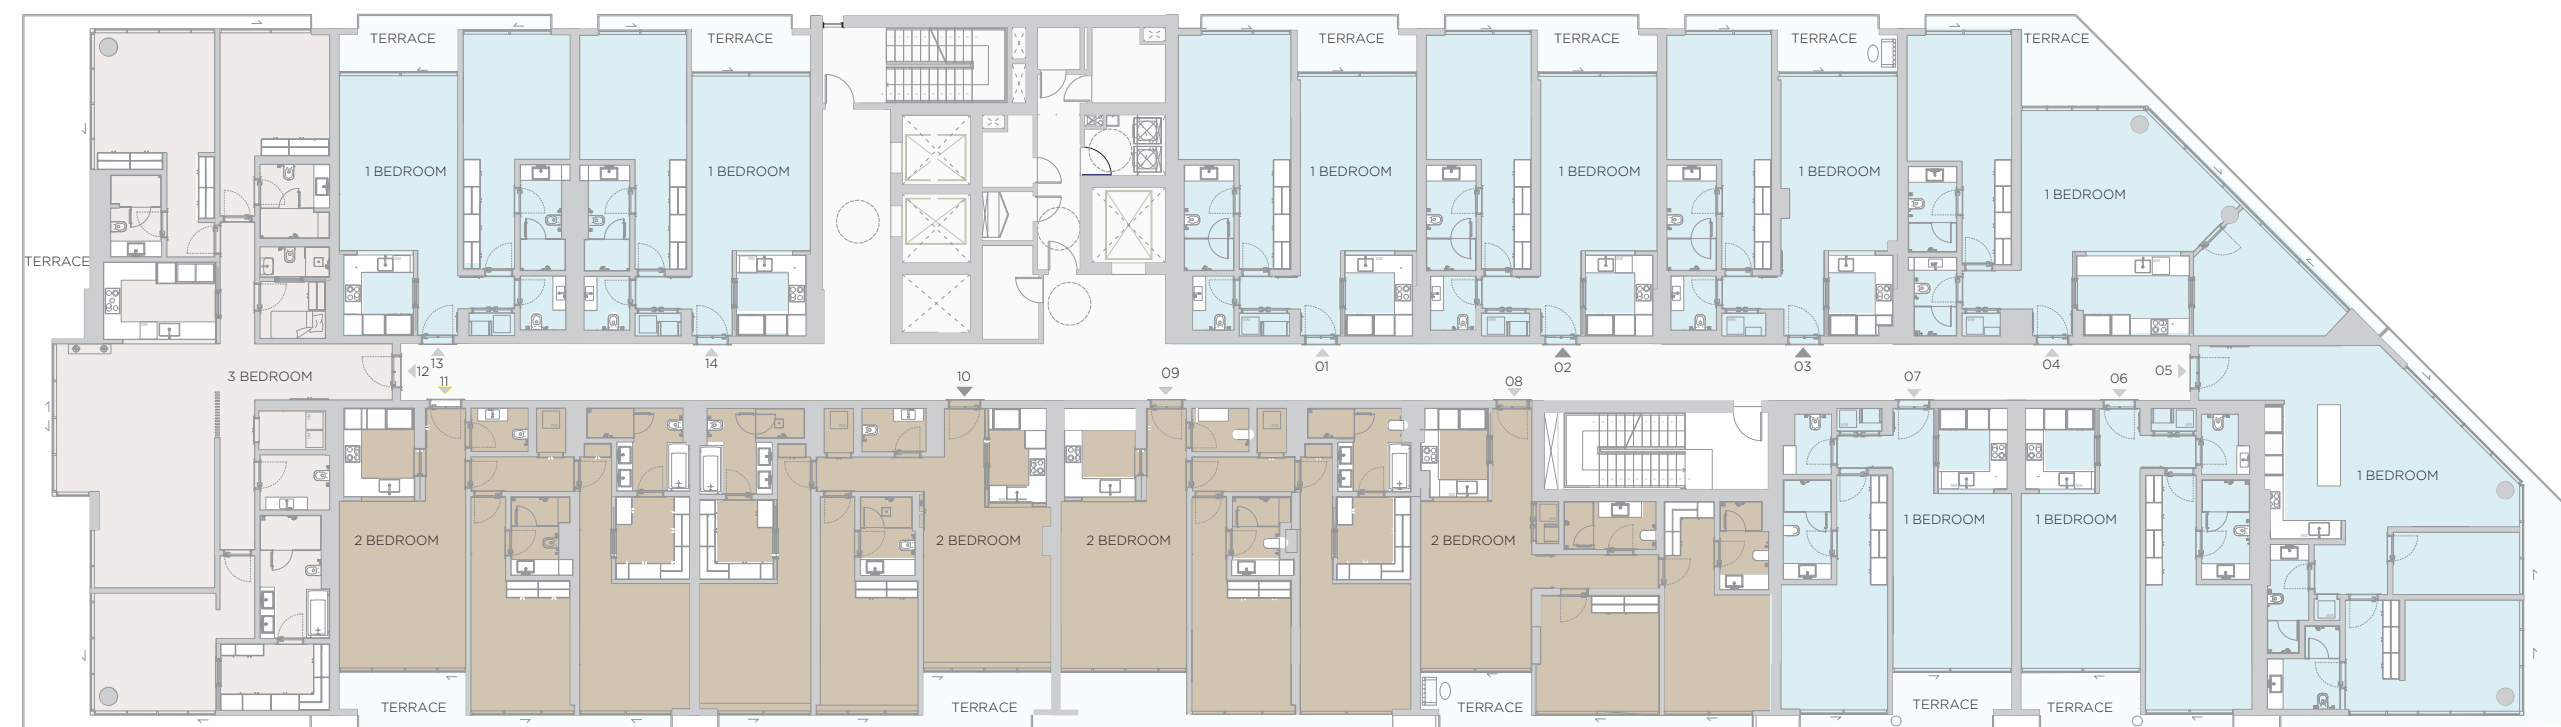 TERRACE
TERRACE
TERRACE
TERRACE
TERRACE
TERRACE
1 BEDROOM
1 BEDROOM
1 BEDROOM
1 BEDROOM
1 BEDROOM
1 BEDROOM
TERRACE
3 BEDROOM
12
13
11
14
10
09
01
08
02
03
07
04
06
05
1 BEDROOM
1 BEDROOM
1 BEDROOM
2 BEDROOM
2 BEDROOM
2 BEDROOM
2 BEDROOM
TERRACE
TERRACE
TERRACE
TERRACE
TERRACE